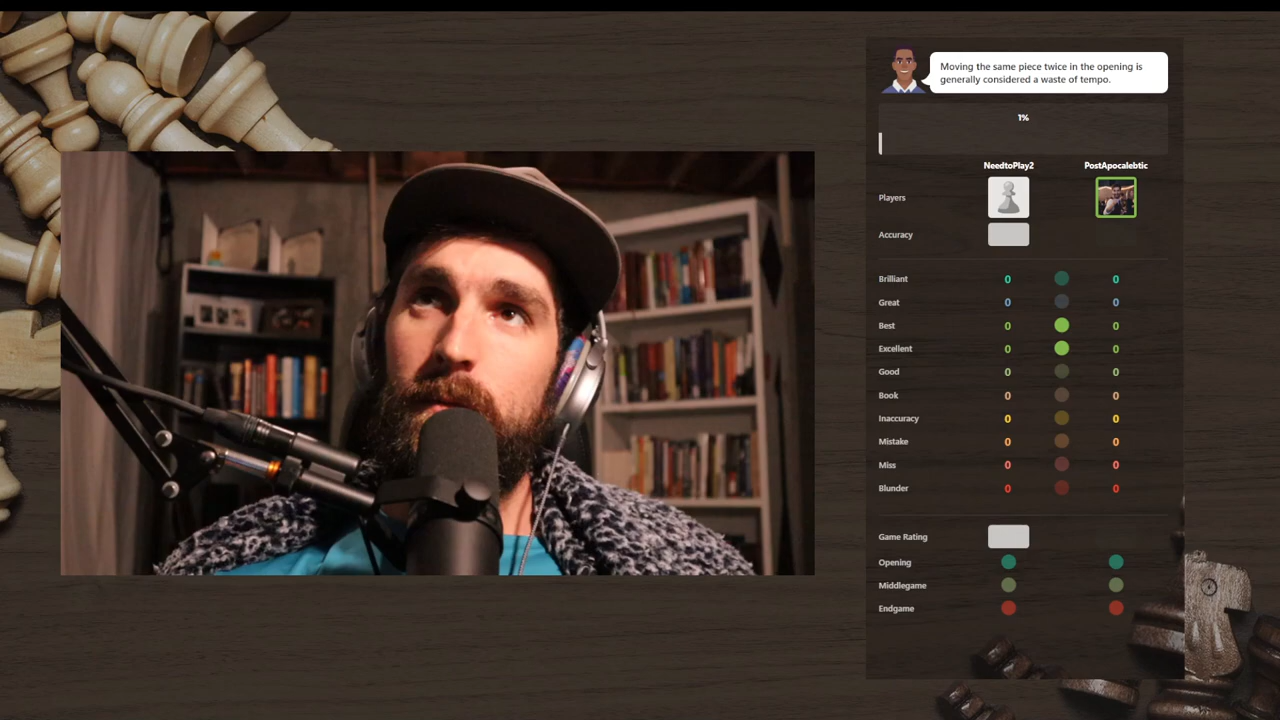 Moving the same piece twice in the opening is
generally considered a waste of tempo.
1%
NeedtoPlay2 PostApocalebtic
Players
Accuracy
Brilliant 0 0
Great 0 0
Best 0 0
Excellent 0 0
Good 0 0
Book 0 0
Inaccuracy 0 0
Mistake 0 0
Miss 0 0
Blunder 0 0
Game Rating
Opening
Middlegame
Endgame